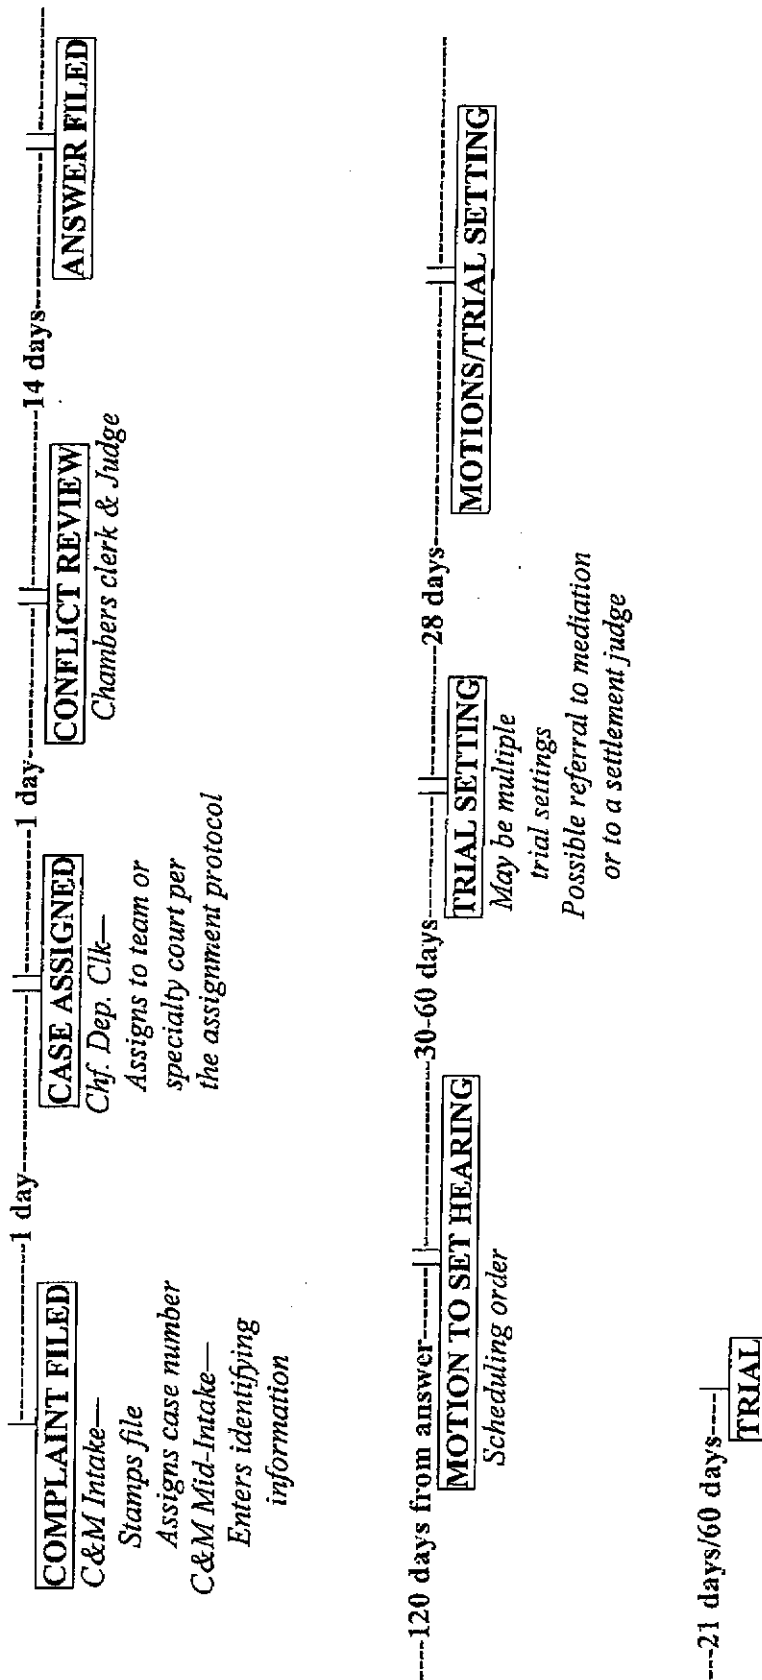 1 day
1 day
14 days
COMPLAINT FILED
C&M Intake—
Stamps file
Assigns case number
C&M Mid-Intake—
Enters identifying
information
CASE ASSIGNED
Chf. Dep. Clk—
Assigns to team or
specialty court per
the assignment protocol
CONFLICT REVIEW
Chambers clerk & Judge
ANSWER FILED
120 days from answer
30-60 days
28 days
MOTION TO SET HEARING
Scheduling order
TRIAL SETTING
May be multiple
trial settings
Possible referral to mediation
or to a settlement judge
MOTIONS/TRIAL SETTING
21 days/60 days
TRIAL